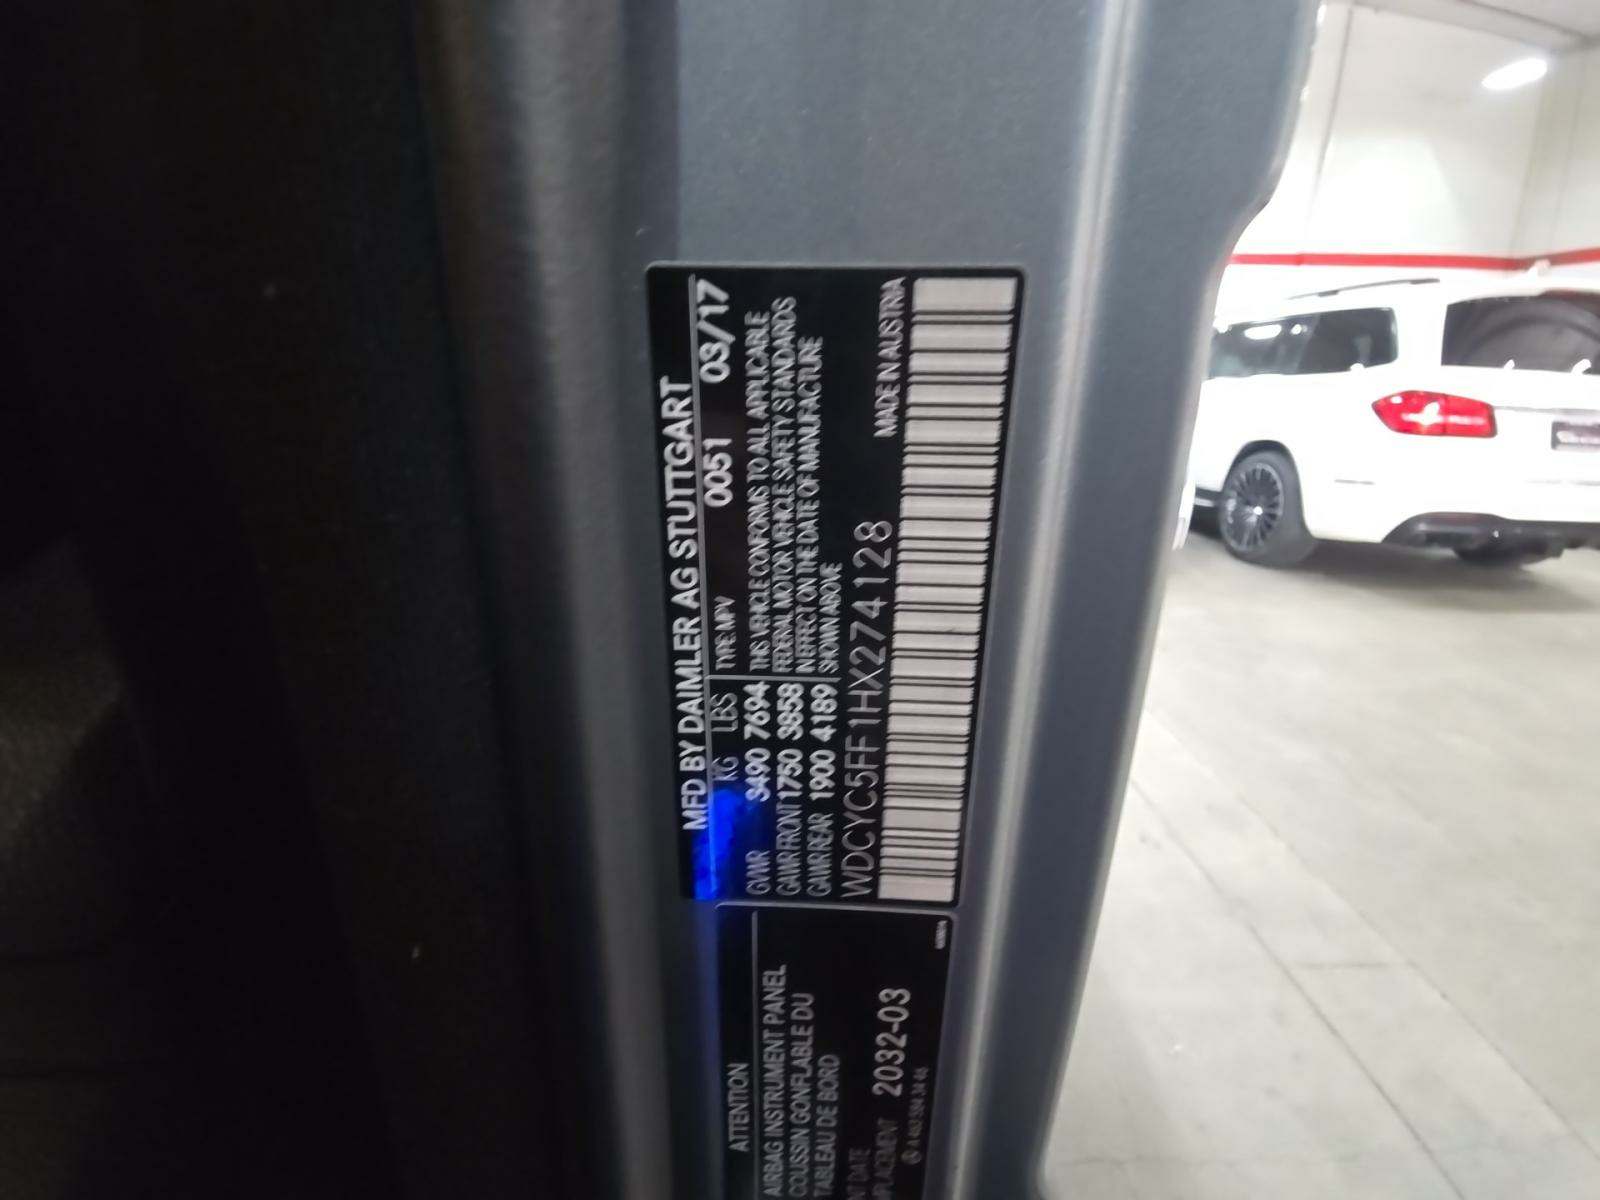 MFD BY DAIMLER AG STUTTGART
0051 03/17
KG LBS
GVWR 3490 7694
GAWR FRONT 1750 3858
GAWR REAR 1900 4189
TYPE: MPV
THIS VEHICLE CONFORMS TO ALL APPLICABLE
FEDERAL MOTOR VEHICLE SAFETY STANDARDS
IN EFFECT ON THE DATE OF MANUFACTURE
SHOWN ABOVE
WDCYC5FF1HX274128
MADE IN AUSTRIA
ATTENTION
AIRBAG INSTRUMENT PANEL
COUSSIN GONFLABLE DU
TABLEAU DE BORD
NT DATE
PLACEMENT 2032-03